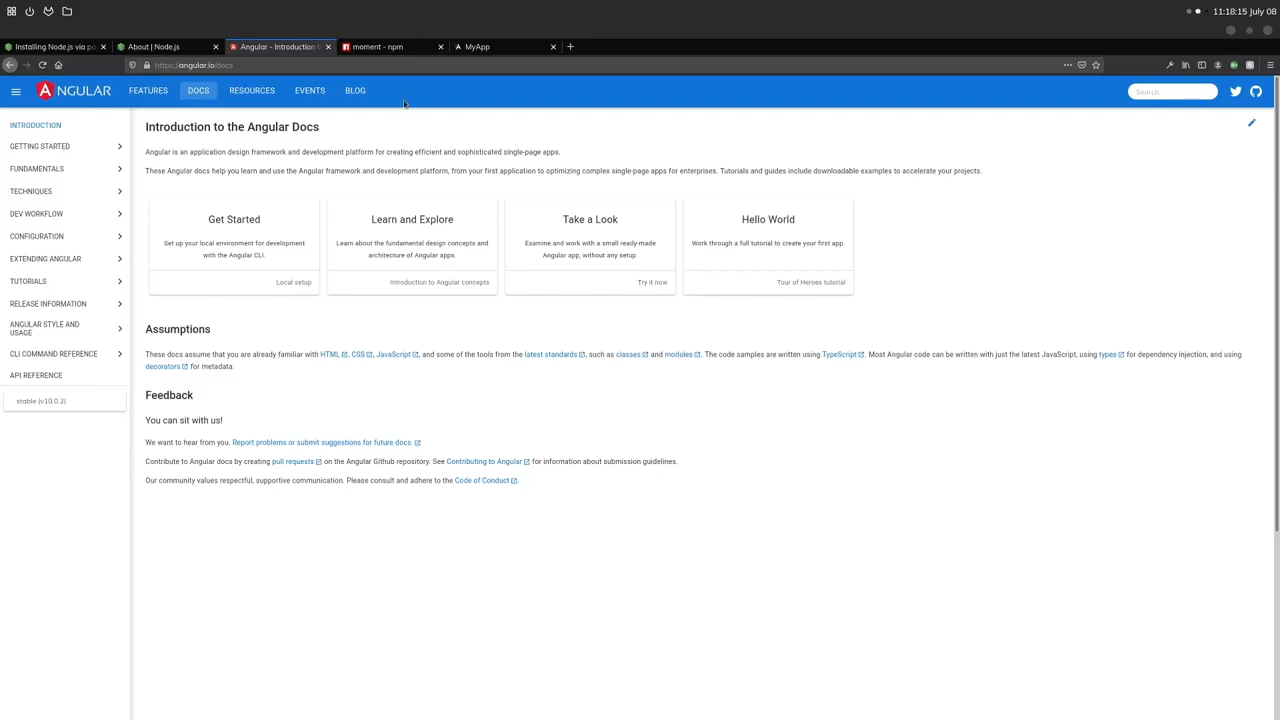 11:18:15 July 08
Installing Node.js via pa
About | Node.js
Angular - Introduction t
moment - npm
MyApp
https://angular.io/docs
ANGULAR
FEATURES
DOCS
RESOURCES
EVENTS
BLOG
Search
INTRODUCTION
GETTING STARTED
FUNDAMENTALS
TECHNIQUES
DEV WORKFLOW
CONFIGURATION
EXTENDING ANGULAR
TUTORIALS
RELEASE INFORMATION
ANGULAR STYLE AND
USAGE
CLI COMMAND REFERENCE
API REFERENCE
stable (v10.0.2)
Introduction to the Angular Docs
Angular is an application design framework and development platform for creating efficient and sophisticated single-page apps.
These Angular docs help you learn and use the Angular framework and development platform, from your first application to optimizing complex single-page apps for enterprises. Tutorials and guides include downloadable examples to accelerate your projects.
Get Started
Set up your local environment for development
with the Angular CLI.
Local setup
Learn and Explore
Learn about the fundamental design concepts and
architecture of Angular apps.
Introduction to Angular concepts
Take a Look
Examine and work with a small ready-made
Angular app, without any setup.
Try it now
Hello World
Work through a full tutorial to create your first app.
Tour of Heroes tutorial
Assumptions
These docs assume that you are already familiar with HTML, CSS, JavaScript, and some of the tools from the latest standards, such as classes and modules. The code samples are written using TypeScript. Most Angular code can be written with just the latest JavaScript, using types for dependency injection, and using
decorators for metadata.
Feedback
You can sit with us!
We want to hear from you. Report problems or submit suggestions for future docs.
Contribute to Angular docs by creating pull requests on the Angular Github repository. See Contributing to Angular for information about submission guidelines.
Our community values respectful, supportive communication. Please consult and adhere to the Code of Conduct.